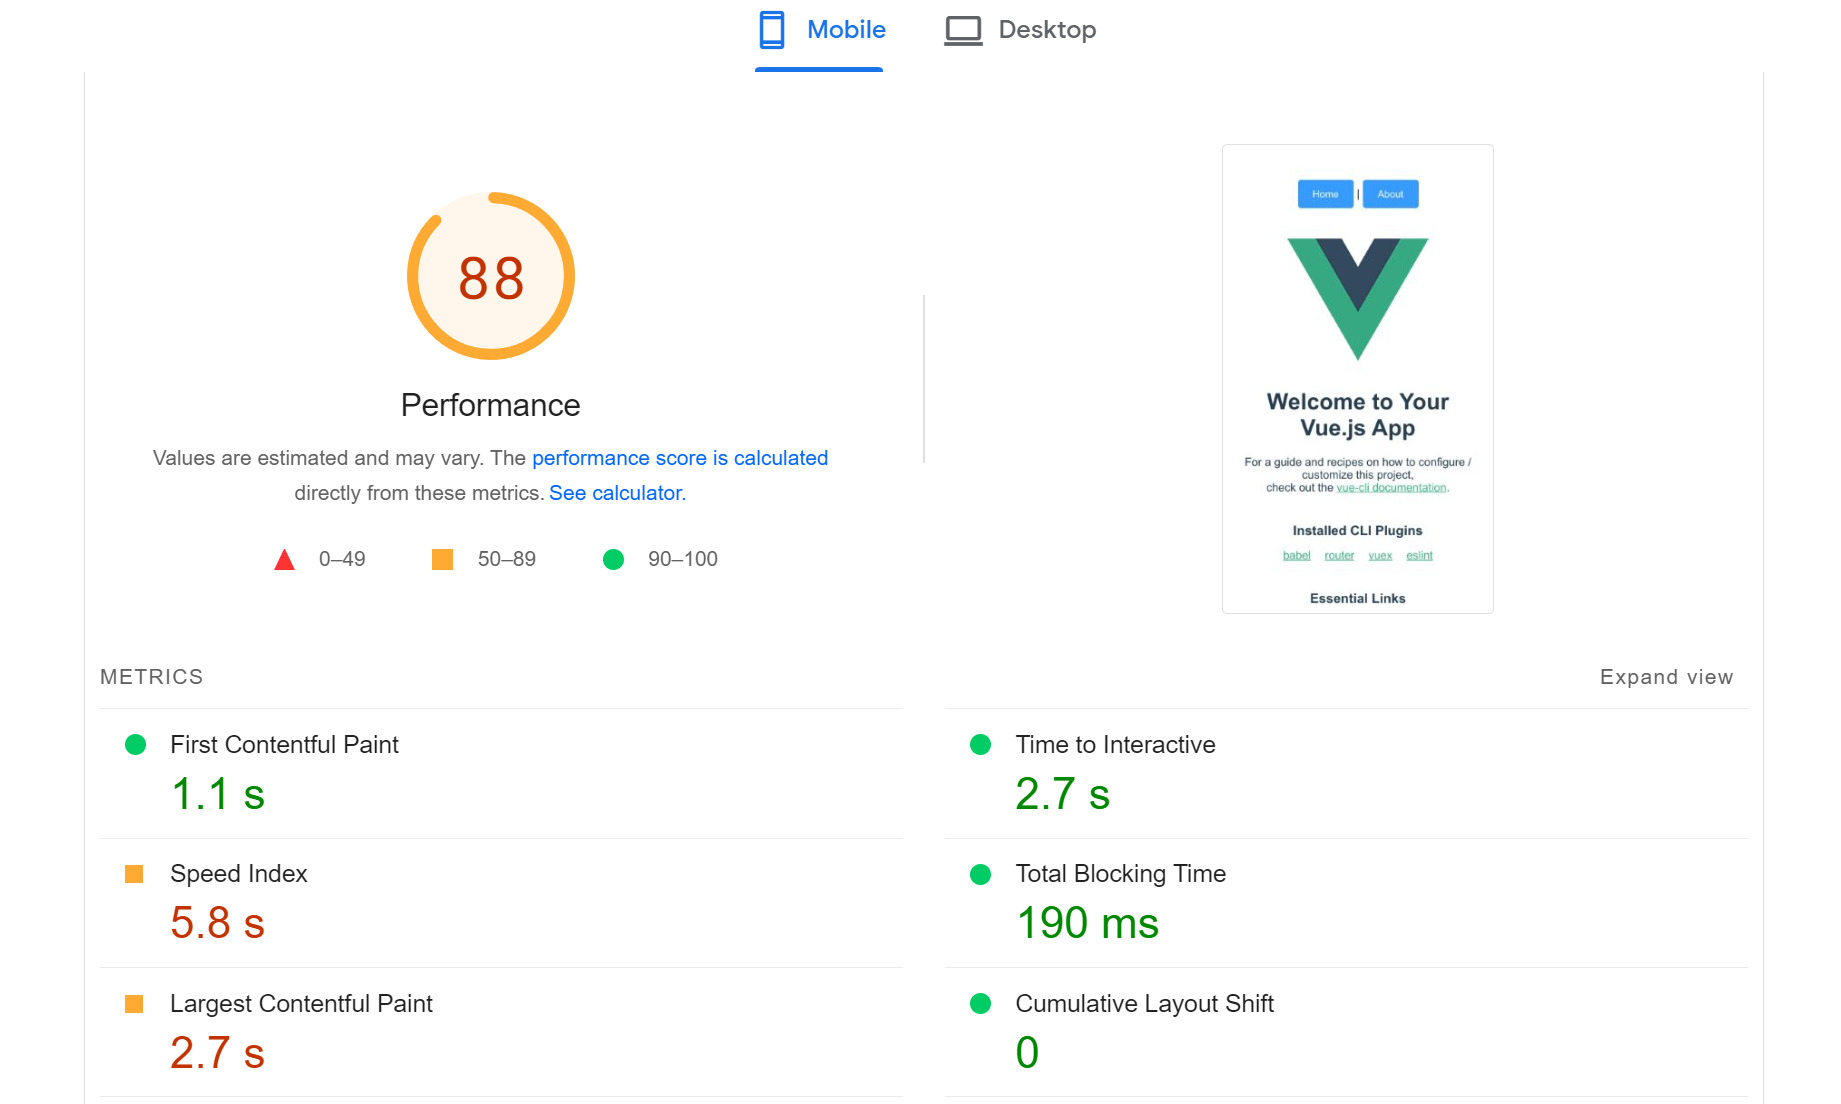 Mobile
Desktop
88
Performance
Values are estimated and may vary. The performance score is calculated
directly from these metrics. See calculator.
0–49
50–89
90–100
Home | About
Welcome to Your
Vue.js App
For a guide and recipes on how to configure /
customize this project,
check out the vue-cli documentation.
Installed CLI Plugins
babel router vuex eslint
Essential Links
METRICS
Expand view
First Contentful Paint
1.1 s
Time to Interactive
2.7 s
Speed Index
5.8 s
Total Blocking Time
190 ms
Largest Contentful Paint
2.7 s
Cumulative Layout Shift
0